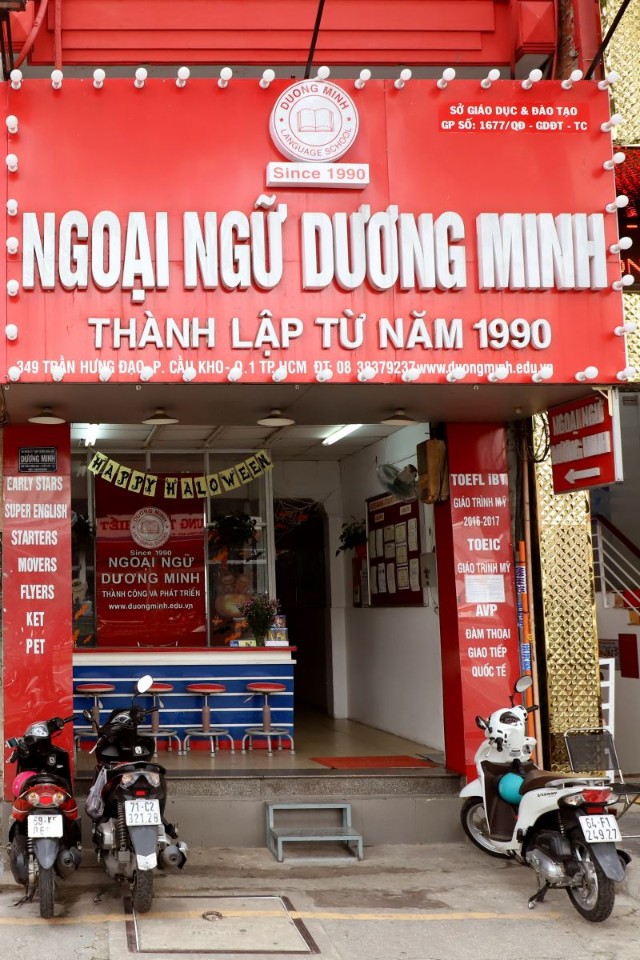 DUONG MINH
LANGUAGE SCHOOL
Since 1990
SỞ GIÁO DỤC & ĐÀO TẠO
GP SỐ: 1677/QĐ - GDĐT - TC
NGOẠI NGỮ DƯƠNG MINH
THÀNH LẬP TỪ NĂM 1990
349 TRẦN HƯNG ĐẠO, P. CẦU KHO- Q.1 TP.HCM ĐT: 08 38379237 www.duongminh.edu.vn
NGOẠI NGỮ
DƯƠNG MINH
DƯƠNG MINH
EARLY STARS
SUPER ENGLISH
STARTERS
MOVERS
FLYERS
KET
PET
HAPPY HALOWEEN
Since 1990
NGOẠI NGỮ
DƯƠNG MINH
THÀNH CÔNG VÀ PHÁT TRIỂN
www.duongminh.edu.vn
TOEFL iBT
GIÁO TRÌNH MỸ
2016-2017
TOEIC
GIÁO TRÌNH MỸ
AVP
ĐÀM THOẠI
GIAO TIẾP
QUỐC TẾ
71-C2
321.28
64-F1
249.27